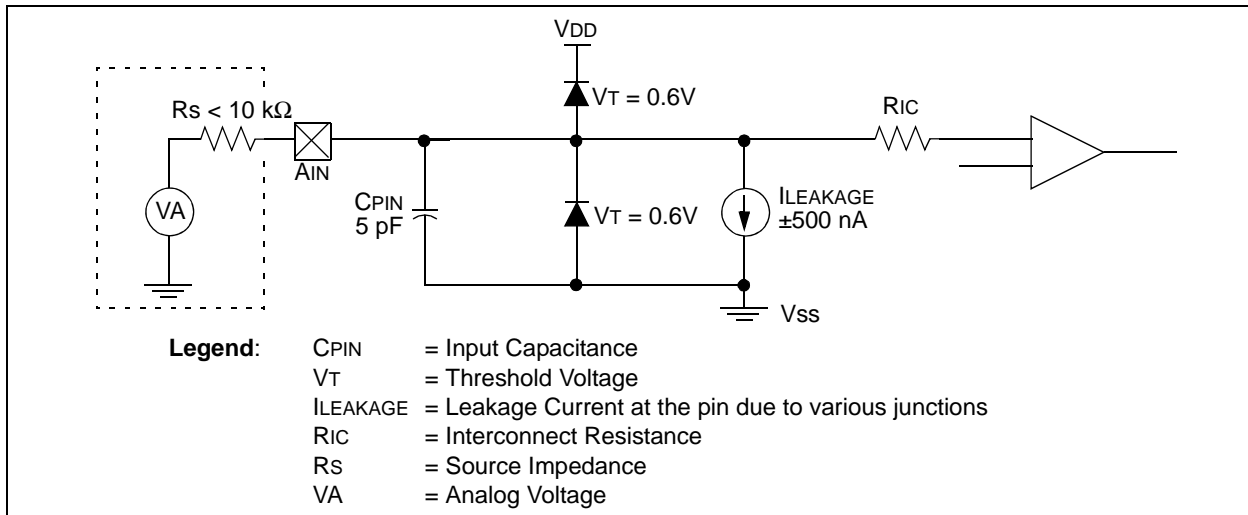 VDD
VT = 0.6V
RS < 10 kΩ
RIC
AIN
VA
CPIN
5 pF
VT = 0.6V
ILEAKAGE
±500 nA
VSS
Legend:
CPIN = Input Capacitance
VT = Threshold Voltage
ILEAKAGE = Leakage Current at the pin due to various junctions
RIC = Interconnect Resistance
RS = Source Impedance
VA = Analog Voltage